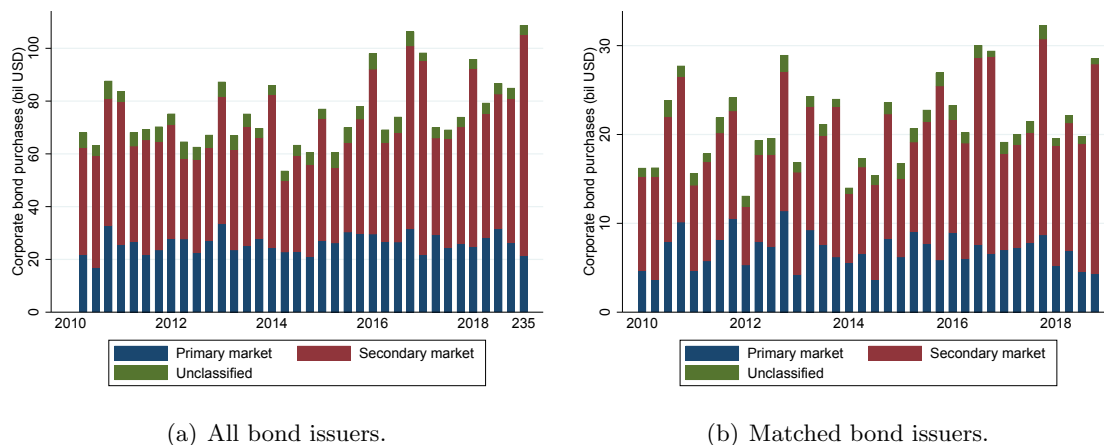 Corporate bond purchases (bil USD)
100
80
60
40
20
0
2010 2012 2014 2016 2018 235
Primary market Secondary market
Unclassified
(a) All bond issuers.
Corporate bond purchases (bil USD)
30
20
10
0
2010 2012 2014 2016 2018
Primary market Secondary market
Unclassified
(b) Matched bond issuers.